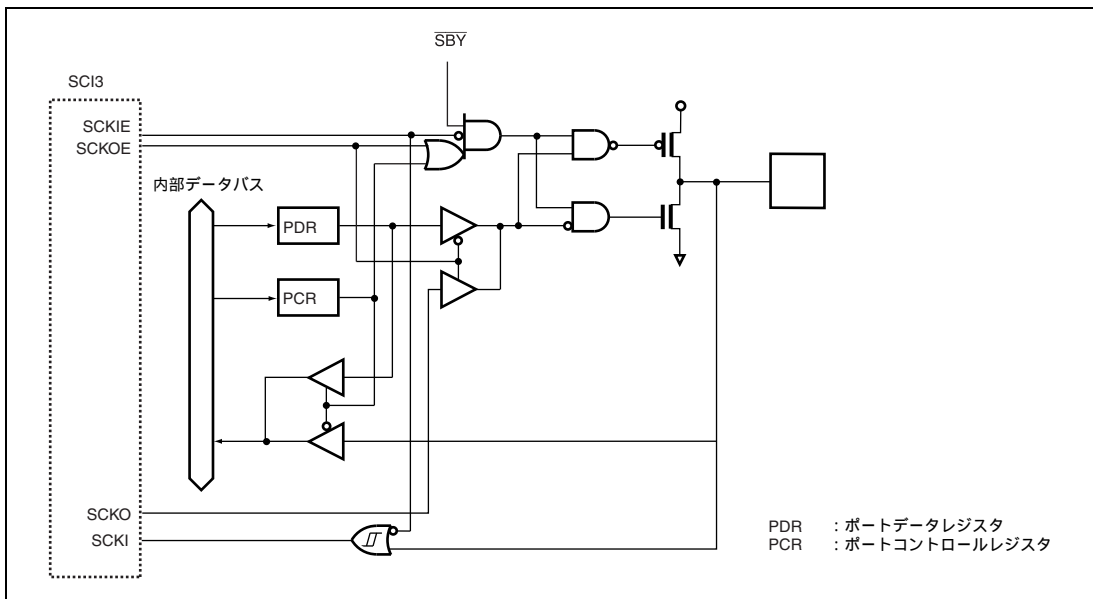 SBY
SCI3
SCKIE
SCKOE
内部データバス
PDR
PCR
SCKO
SCKI
PDR :ポートデータレジスタ
PCR :ポートコントロールレジスタ